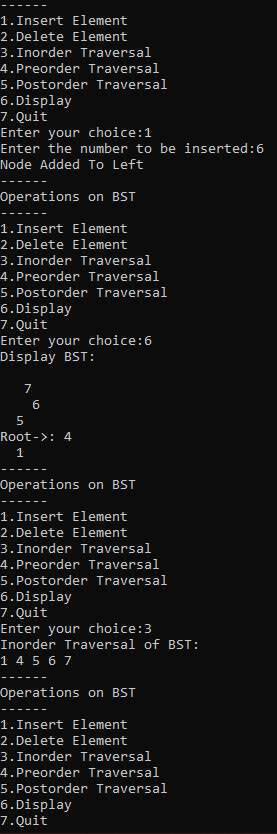 ------
1.Insert Element
2.Delete Element
3.Inorder Traversal
4.Preorder Traversal
5.Postorder Traversal
6.Display
7.Quit
Enter your choice:1
Enter the number to be inserted:6
Node Added To Left
------
Operations on BST
------
1.Insert Element
2.Delete Element
3.Inorder Traversal
4.Preorder Traversal
5.Postorder Traversal
6.Display
7.Quit
Enter your choice:6
Display BST:

   7
    6
  5
Root->: 4
  1
------
Operations on BST
------
1.Insert Element
2.Delete Element
3.Inorder Traversal
4.Preorder Traversal
5.Postorder Traversal
6.Display
7.Quit
Enter your choice:3
Inorder Traversal of BST:
1 4 5 6 7
------
Operations on BST
------
1.Insert Element
2.Delete Element
3.Inorder Traversal
4.Preorder Traversal
5.Postorder Traversal
6.Display
7.Quit